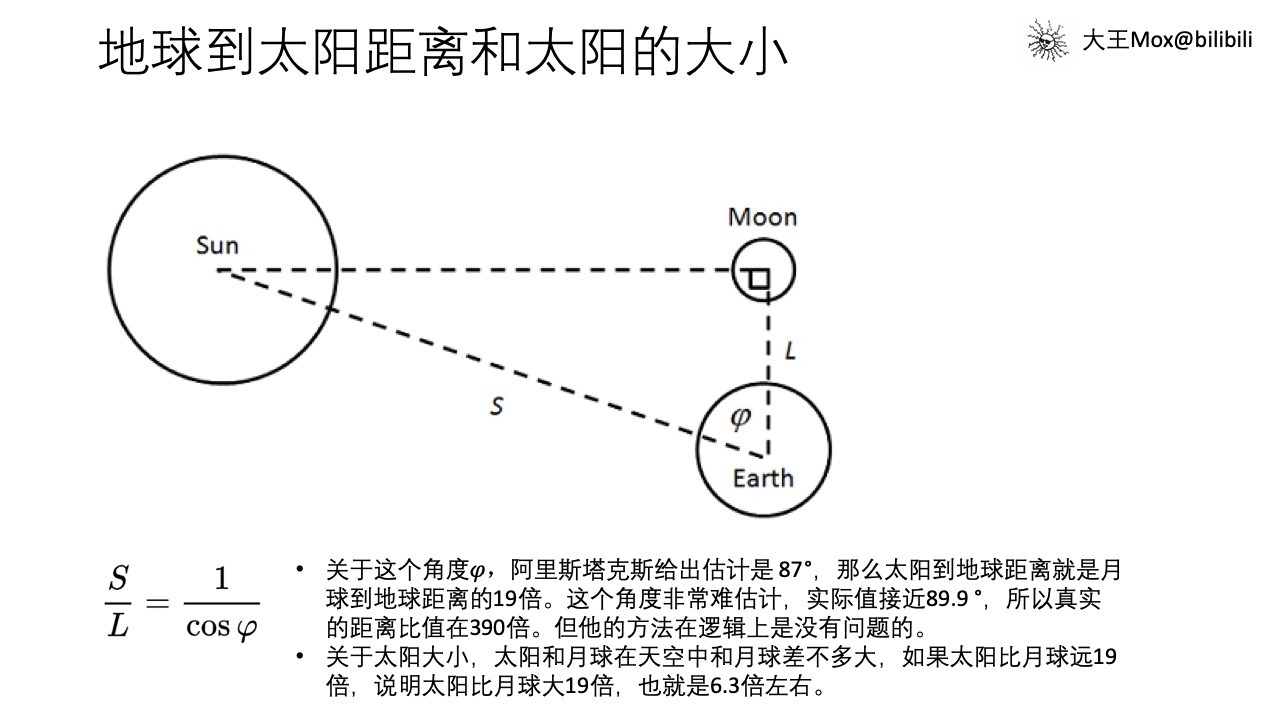 地球到太阳距离和太阳的大小
大王Mox@bilibili
Moon
Sun
L
S
φ
Earth
S/L = 1/cos φ
• 关于这个角度φ，阿里斯塔克斯给出估计是 87°，那么太阳到地球距离就是月
球到地球距离的19倍。这个角度非常难估计，实际值接近89.9 °，所以真实
的距离比值在390倍。但他的方法在逻辑上是没有问题的。
• 关于太阳大小，太阳和月球在天空中和月球差不多大，如果太阳比月球远19
倍，说明太阳比月球大19倍，也就是6.3倍左右。